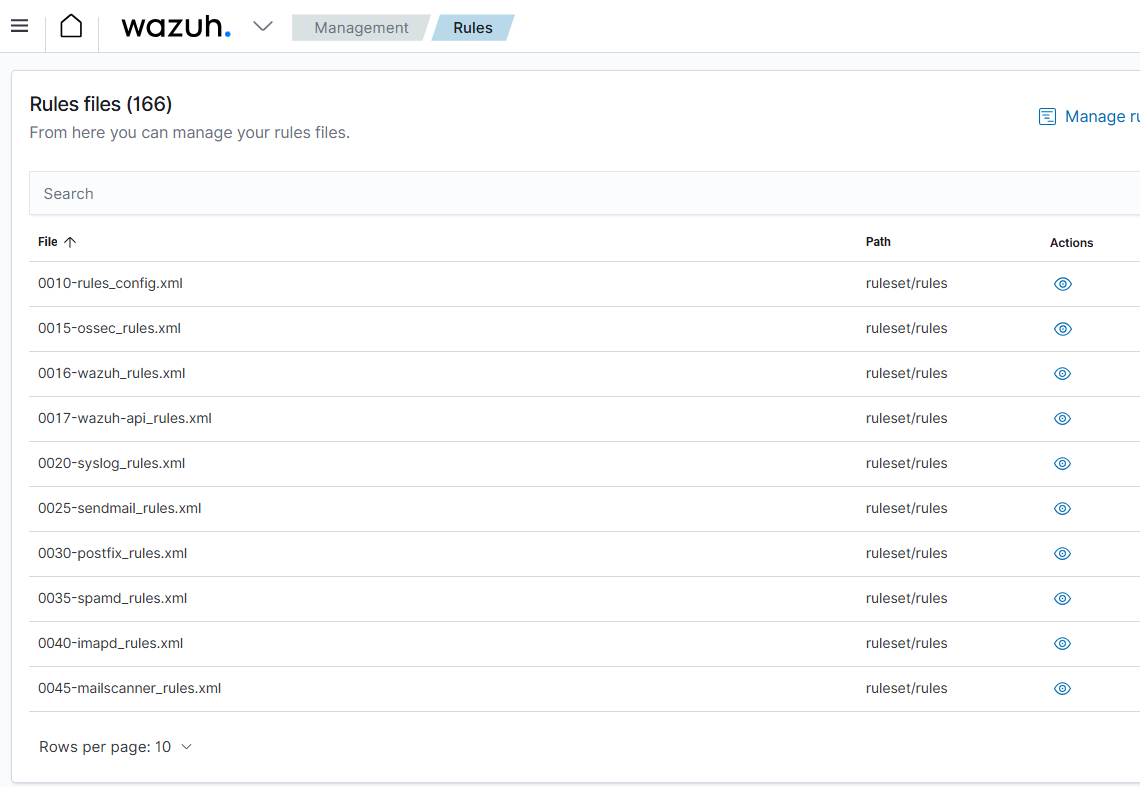 wazuh. Management Rules
Rules files (166)
From here you can manage your rules files.
Manage ru
Search
File Path Actions
0010-rules_config.xml ruleset/rules
0015-ossec_rules.xml ruleset/rules
0016-wazuh_rules.xml ruleset/rules
0017-wazuh-api_rules.xml ruleset/rules
0020-syslog_rules.xml ruleset/rules
0025-sendmail_rules.xml ruleset/rules
0030-postfix_rules.xml ruleset/rules
0035-spamd_rules.xml ruleset/rules
0040-imapd_rules.xml ruleset/rules
0045-mailscanner_rules.xml ruleset/rules
Rows per page: 10